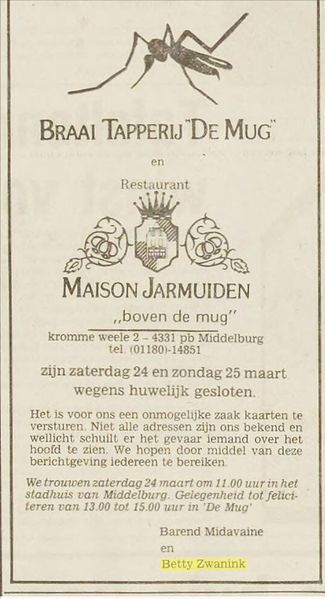 BRAAI TAPPERIJ "DE MUG"
en
Restaurant
MAISON JARMUIDEN
„boven de mug"
kromme weele 2 – 4331 pb Middelburg
tel. (01180)-14851
zijn zaterdag 24 en zondag 25 maart
wegens huwelijk gesloten.
Het is voor ons een onmogelijke zaak kaarten te
versturen. Niet alle adressen zijn ons bekend en
wellicht schuilt er het gevaar iemand over het
hoofd te zien. We hopen door middel van deze
berichtgeving iedereen te bereiken.
We trouwen zaterdag 24 maart om 11.00 uur in het
stadhuis van Middelburg. Gelegenheid tot felici-
teren van 13.00 tot 15.00 uur in 'De Mug'
Barend Midavaine
en
Betty Zwanink